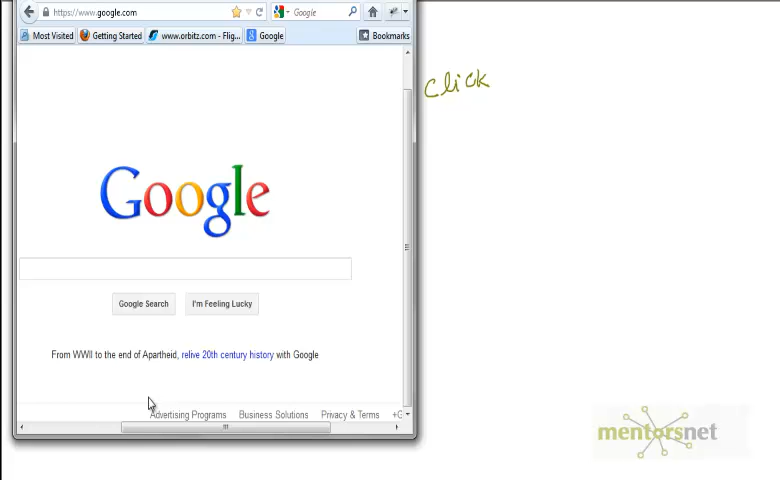 https://www.google.com
Google
Most Visited
Getting Started
www.orbitz.com - Flig...
Google
Bookmarks
click
Google
Google Search
I'm Feeling Lucky
From WWII to the end of Apartheid, relive 20th century history with Google
Advertising Programs
Business Solutions
Privacy & Terms
+G
mentorsnet